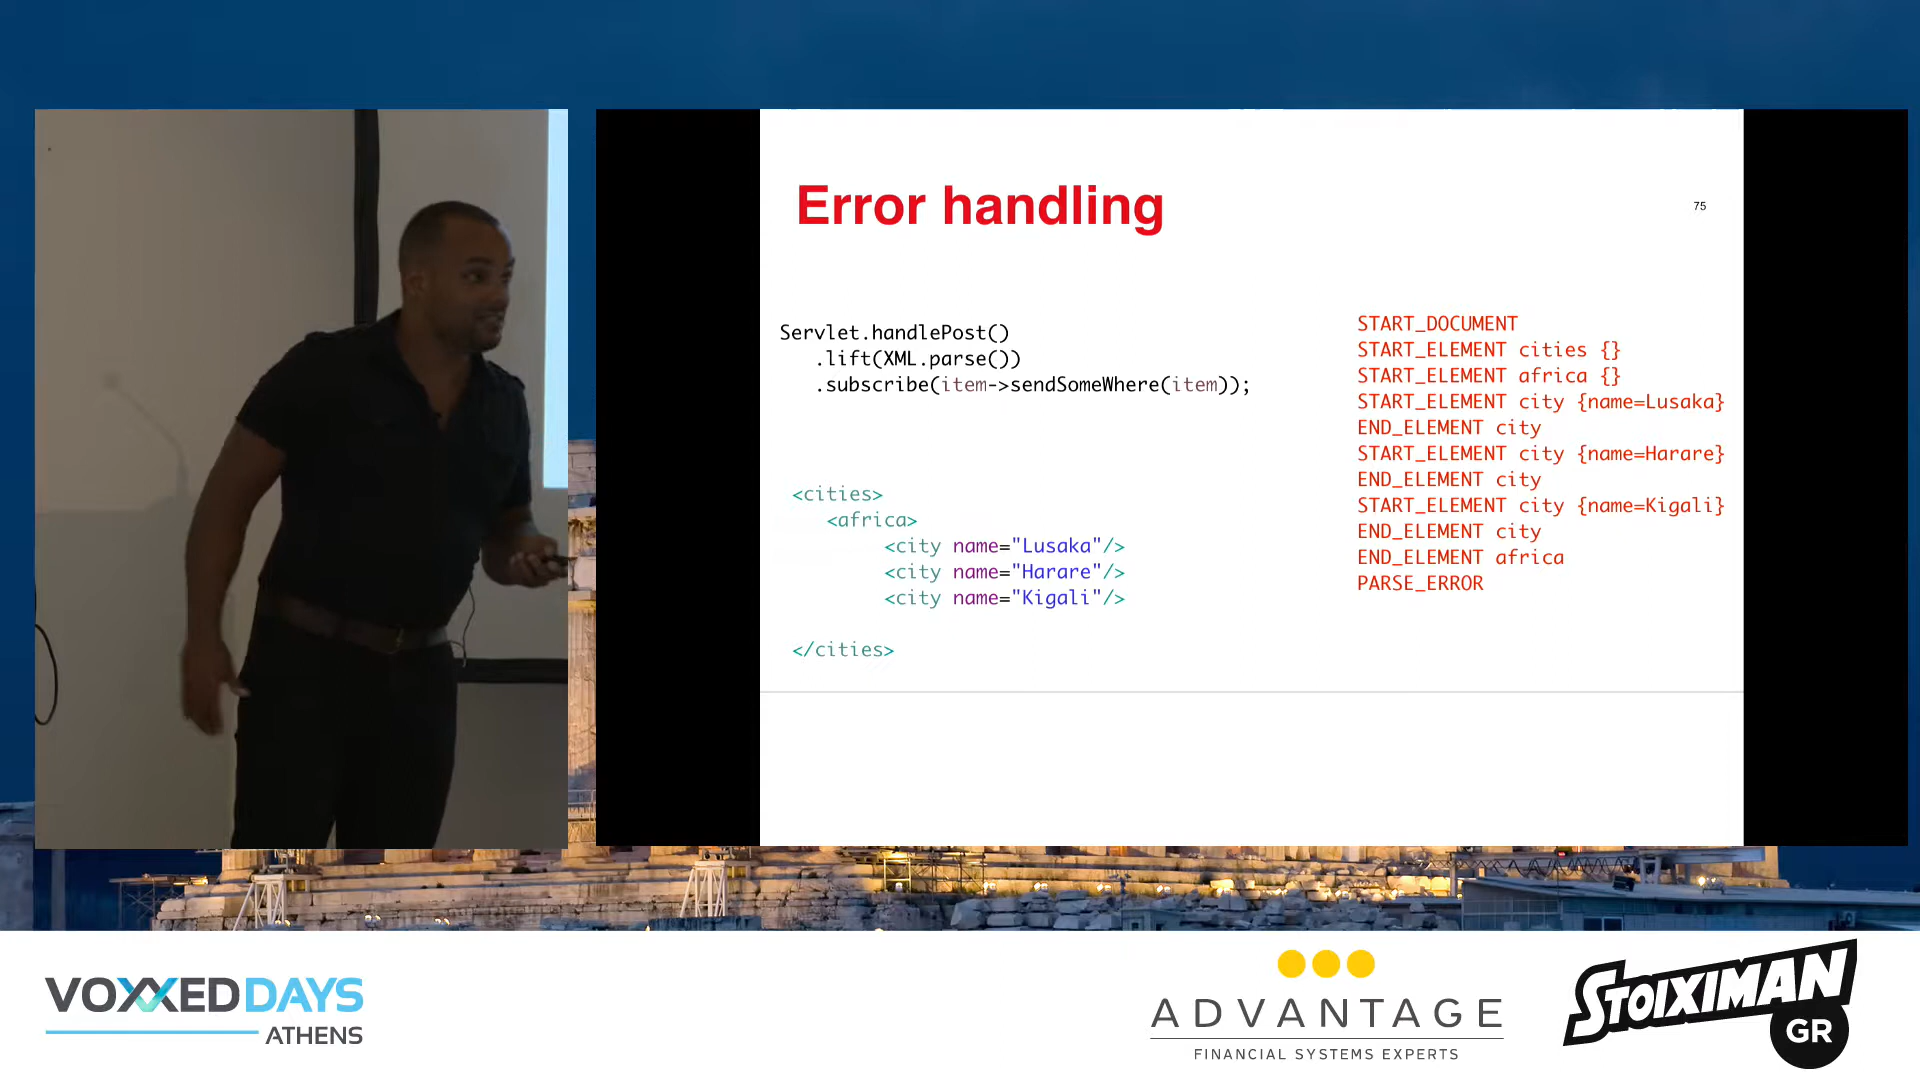 Error handling
75
Servlet.handlePost()
.lift(XML.parse())
.subscribe(item->sendSomeWhere(item));
<cities>
<africa>
<city name="Lusaka"/>
<city name="Harare"/>
<city name="Kigali"/>
</cities>
START_DOCUMENT
START_ELEMENT cities {}
START_ELEMENT africa {}
START_ELEMENT city {name=Lusaka}
END_ELEMENT city
START_ELEMENT city {name=Harare}
END_ELEMENT city
START_ELEMENT city {name=Kigali}
END_ELEMENT city
END_ELEMENT africa
PARSE_ERROR
VOXXED DAYS
ATHENS
ADVANTAGE
FINANCIAL SYSTEMS EXPERTS
STOIXIMAN
GR